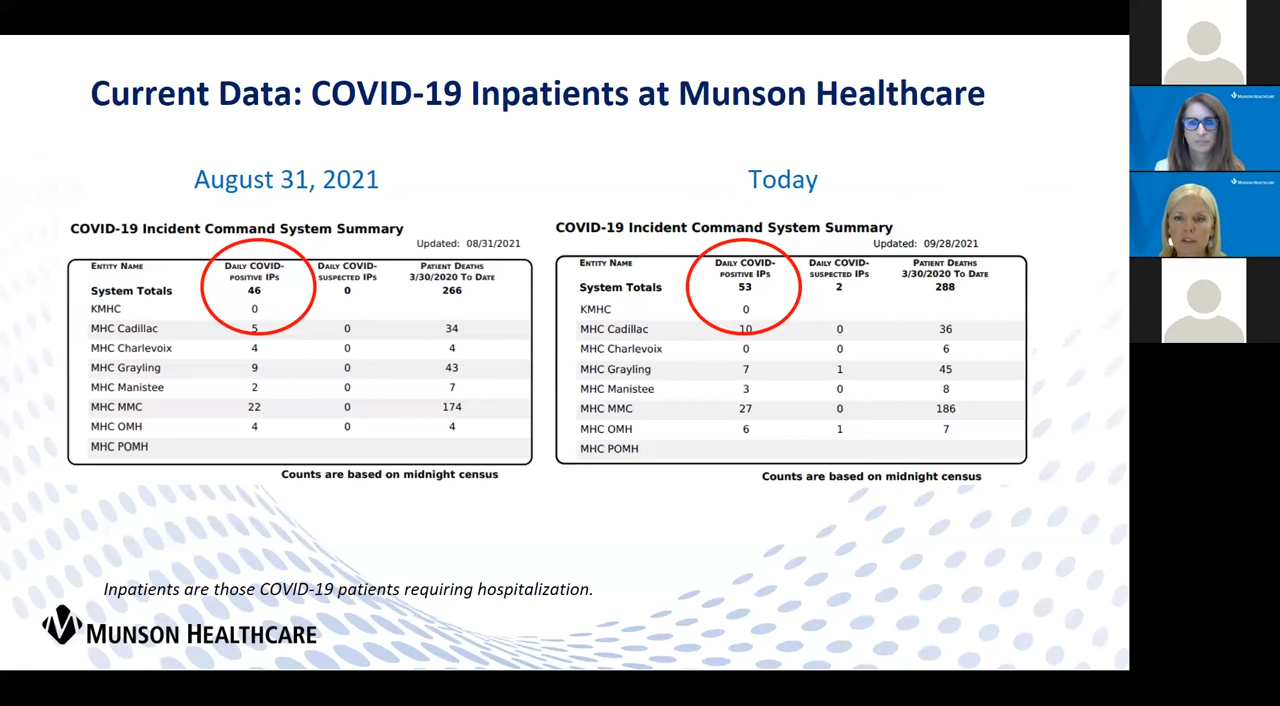 Current Data: COVID-19 Inpatients at Munson Healthcare
August 31, 2021
COVID-19 Incident Command System Summary
Updated: 08/31/2021
ENTITY NAME DAILY COVID-POSITIVE IPS DAILY COVID-SUSPECTED IPS PATIENT DEATHS 3/30/2020 TO DATE
System Totals 46 0 266
KMHC 0
MHC Cadillac 5 0 34
MHC Charlevoix 4 0 4
MHC Grayling 9 0 43
MHC Manistee 2 0 7
MHC MMC 22 0 174
MHC OMH 4 0 4
MHC POMH
Counts are based on midnight census
Today
COVID-19 Incident Command System Summary
Updated: 09/28/2021
ENTITY NAME DAILY COVID-POSITIVE IPS DAILY COVID-SUSPECTED IPS PATIENT DEATHS 3/30/2020 TO DATE
System Totals 53 2 288
KMHC 0
MHC Cadillac 10 0 36
MHC Charlevoix 0 0 6
MHC Grayling 7 1 45
MHC Manistee 3 0 8
MHC MMC 27 0 186
MHC OMH 6 1 7
MHC POMH
Counts are based on midnight census
Inpatients are those COVID-19 patients requiring hospitalization.
MUNSON HEALTHCARE
MUNSON HEALTHCARE
MUNSON HEALTHCARE